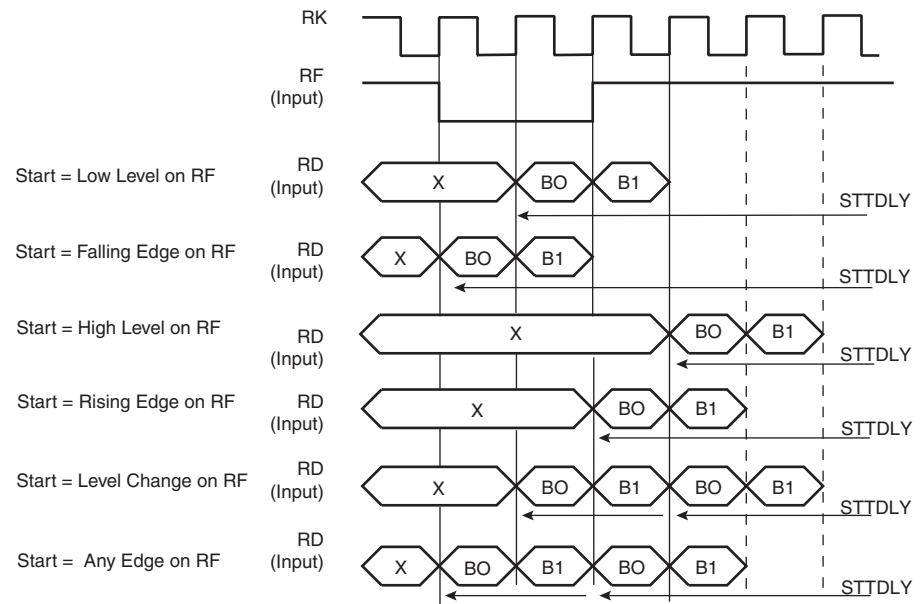 RK
RF
(Input)
Start = Low Level on RF
RD
(Input)
X
BO
B1
STTDLY
Start = Falling Edge on RF
RD
(Input)
X
BO
B1
STTDLY
Start = High Level on RF
RD
(Input)
X
BO
B1
STTDLY
Start = Rising Edge on RF
RD
(Input)
X
BO
B1
STTDLY
Start = Level Change on RF
RD
(Input)
X
BO
B1
BO
B1
STTDLY
Start = Any Edge on RF
RD
(Input)
X
BO
B1
BO
B1
STTDLY